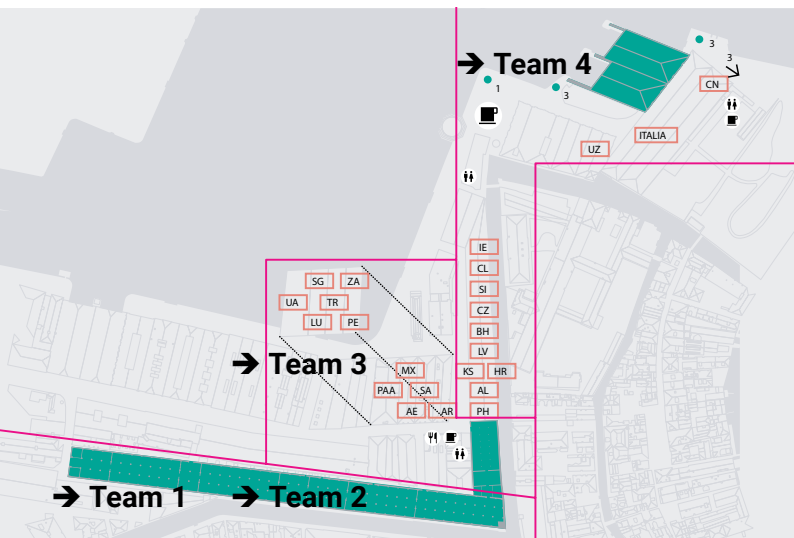 3
➔ Team 4
3
1
3
CN
ITALIA
UZ
IE
CL
SI
CZ
BH
LV
KS HR
AL
PH
SG ZA
UA TR
LU PE
➔ Team 3
MX
PAA SA
AE AR
➔ Team 1
➔ Team 2